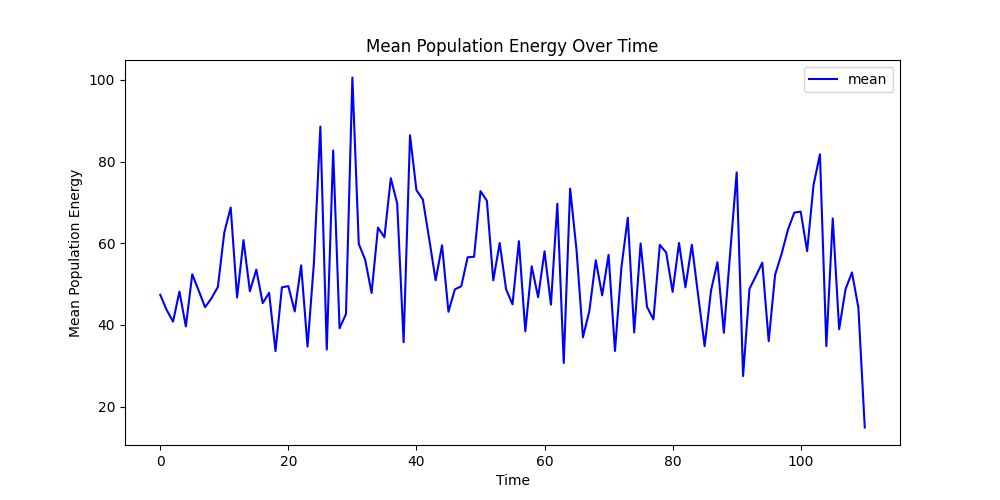 Mean Population Energy Over Time
mean
100
80
60
40
20
Mean Population Energy
0 20 40 60 80 100
Time